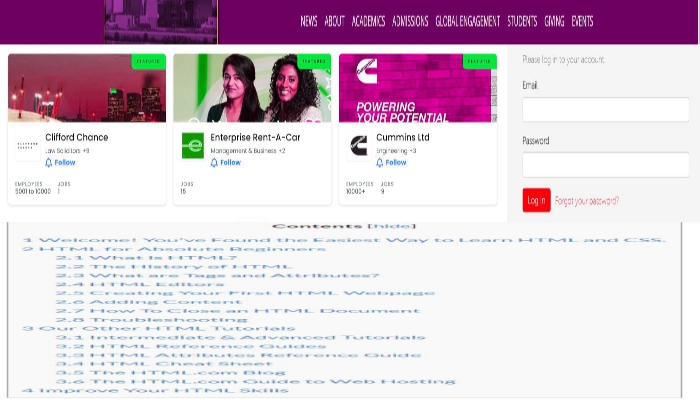 NEWS ABOUT ACADEMICS ADMISSIONS GLOBAL ENGAGEMENT STUDENTS GIVING EVENTS
FEATURED FEATURED FEATURED
POWERING
YOUR POTENTIAL
Clifford Chance
Law Solicitors +9
Follow
EMPLOYEES JOBS
5001 to 10000 1
Enterprise Rent-A-Car
Management & Business +2
Follow
JOBS
15
Cummins Ltd
Engineering +3
Follow
EMPLOYEES JOBS
10000+ 9
Please log in to your account.
Email
Password
Log in Forgot your password?
Contents [hide]
1 Welcome! You've Found the Easiest Way to Learn HTML and CSS.
2 HTML for Absolute Beginners
2.1 What is HTML?
2.2 The History of HTML
2.3 What are Tags and Attributes?
2.4 HTML Editors
2.5 Creating Your First HTML Webpage
2.6 Adding Content
2.7 How To Close an HTML Document
2.8 Troubleshooting
3 Our Other HTML Tutorials
3.1 Intermediate & Advanced Tutorials
3.2 HTML Reference Guides
3.3 HTML Attributes Reference Guide
3.4 HTML Cheat Sheet
3.5 The HTML.com Blog
3.6 The HTML.com Guide to Web Hosting
4 Improve Your HTML Skills